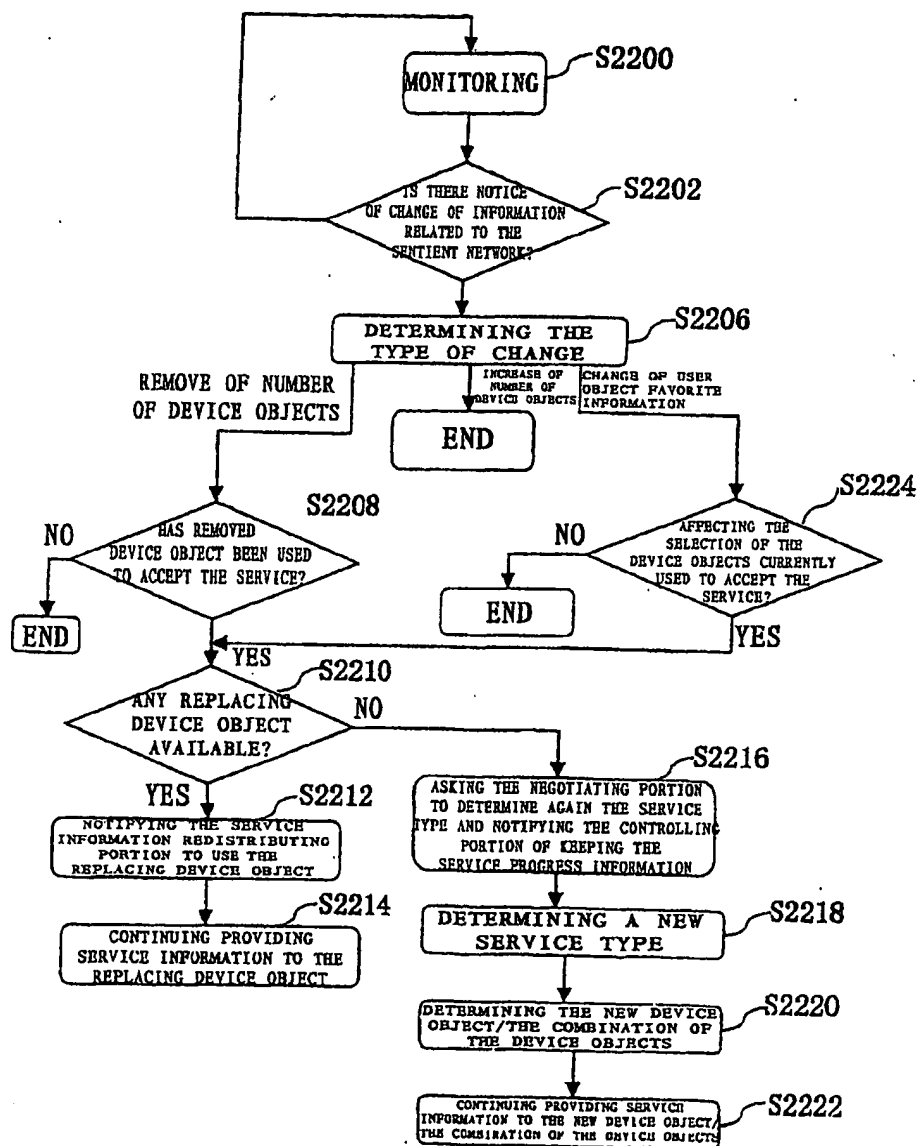 S2200
MONITORING
S2202
IS THERE NOTICE
OF CHANGE OF INFORMATION
RELATED TO THE
SENTIENT NETWORK?
S2206
DETERMINING THE
TYPE OF CHANGE
REMOVE OF NUMBER
OF DEVICE OBJECTS
INCREASE OF
NUMBER OF
DEVICE OBJECTS
CHANGE OF USER
OBJECT FAVORITE
INFORMATION
END
S2208
NO
HAS REMOVED
DEVICE OBJECT BEEN USED
TO ACCEPT THE SERVICE?
END
S2224
NO
AFFECTING THE
SELECTION OF THE
DEVICE OBJECTS CURRENTLY
USED TO ACCEPT THE
SERVICE?
END
YES
YES
S2210
ANY REPLACING
DEVICE OBJECT
AVAILABLE?
NO
YES
S2212
NOTIFYING THE SERVICE
INFORMATION REDISTRIBUTING
PORTION TO USE THE
REPLACING DEVICE OBJECT
S2214
CONTINUING PROVIDING
SERVICE INFORMATION TO THE
REPLACING DEVICE OBJECT
S2216
ASKING THE NEGOTIATING PORTION
TO DETERMINE AGAIN THE SERVICE
TYPE AND NOTIFYING THE CONTROLLING
PORTION OF KEEPING THE
SERVICE PROGRESS INFORMATION
S2218
DETERMINING A NEW
SERVICE TYPE
S2220
DETERMINING THE NEW DEVICE
OBJECT/THE COMBINATION OF
THE DEVICE OBJECTS
S2222
CONTINUING PROVIDING SERVICE
INFORMATION TO THE NEW DEVICE OBJECT/
THE COMBINATION OF THE DEVICE OBJECTS